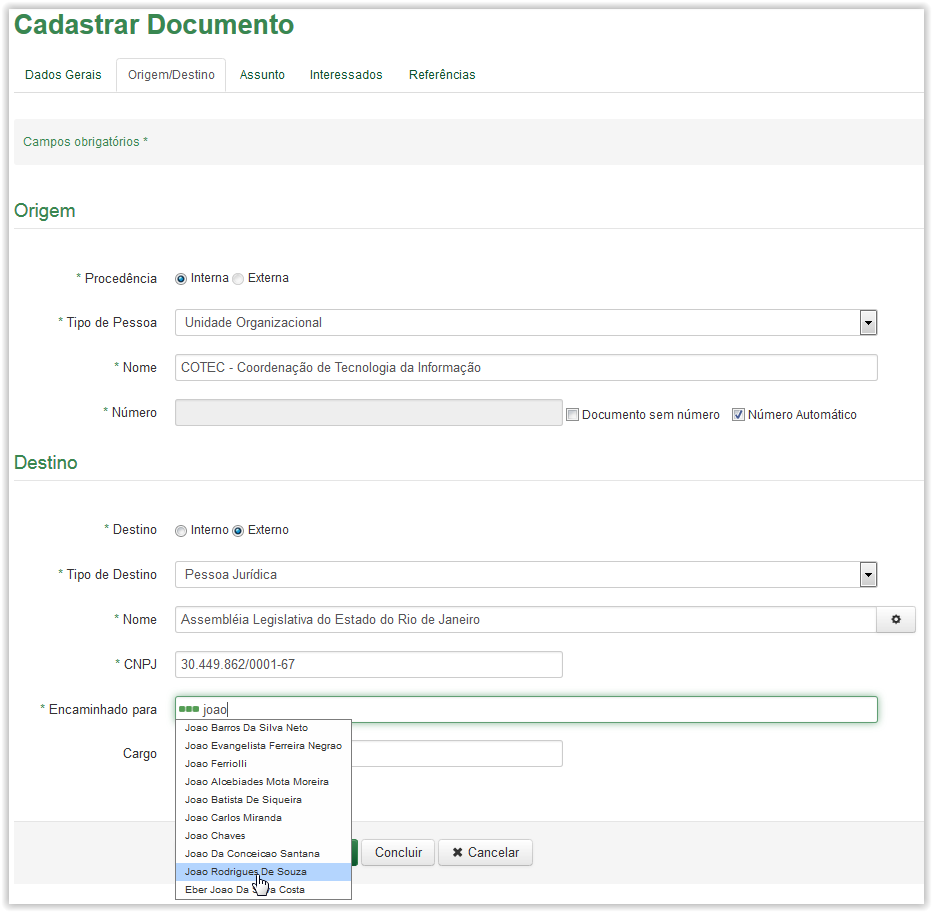 Cadastrar Documento
Dados Gerais Origem/Destino Assunto Interessados Referências
Campos obrigatórios *
Origem
* Procedência Interna Externa
* Tipo de Pessoa Unidade Organizacional
* Nome COTEC - Coordenação de Tecnologia da Informação
* Número Documento sem número Número Automático
Destino
* Destino Interno Externo
* Tipo de Destino Pessoa Jurídica
* Nome Assembléia Legislativa do Estado do Rio de Janeiro
* CNPJ 30.449.862/0001-67
* Encaminhado para joao
Joao Barros Da Silva Neto
Joao Evangelista Ferreira Negrao
Cargo
Joao Ferriolli
Joao Alcebiades Mota Moreira
Joao Batista De Siqueira
Joao Carlos Miranda
Joao Chaves
Joao Da Conceicao Santana
Concluir Cancelar
Joao Rodrigues De Souza
Eber Joao Da Costa